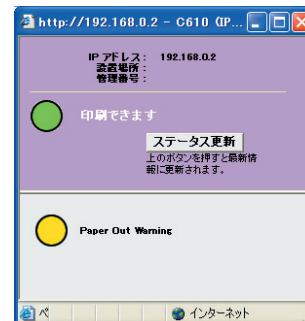 http://192.168.0.2 - C610 (IP...
IP アドレス: 192.168.0.2
設置場所:
管理番号:
印刷できます
ステータス更新
上のボタンを押すと最新情
報に更新されます。
Paper Out Warning
ペ
インターネット